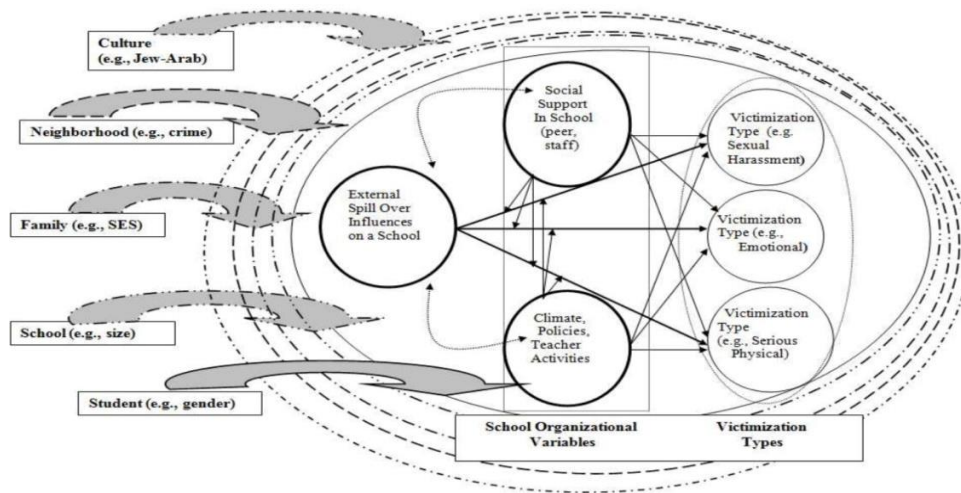 Culture
(e.g., Jew-Arab)
Neighborhood (e.g., crime)
Family (e.g., SES)
School (e.g., size)
Student (e.g., gender)
External
Spill Over
Influences
on a School
Social
Support
In School
(peer,
staff)
Climate,
Policies,
Teacher
Activities
Victimization
Type (e.g.
Sexual
Harassment)
Victimization
Type (e.g.,
Emotional)
Victimization
Type
(e.g., Serious
Physical)
School Organizational
Variables
Victimization
Types